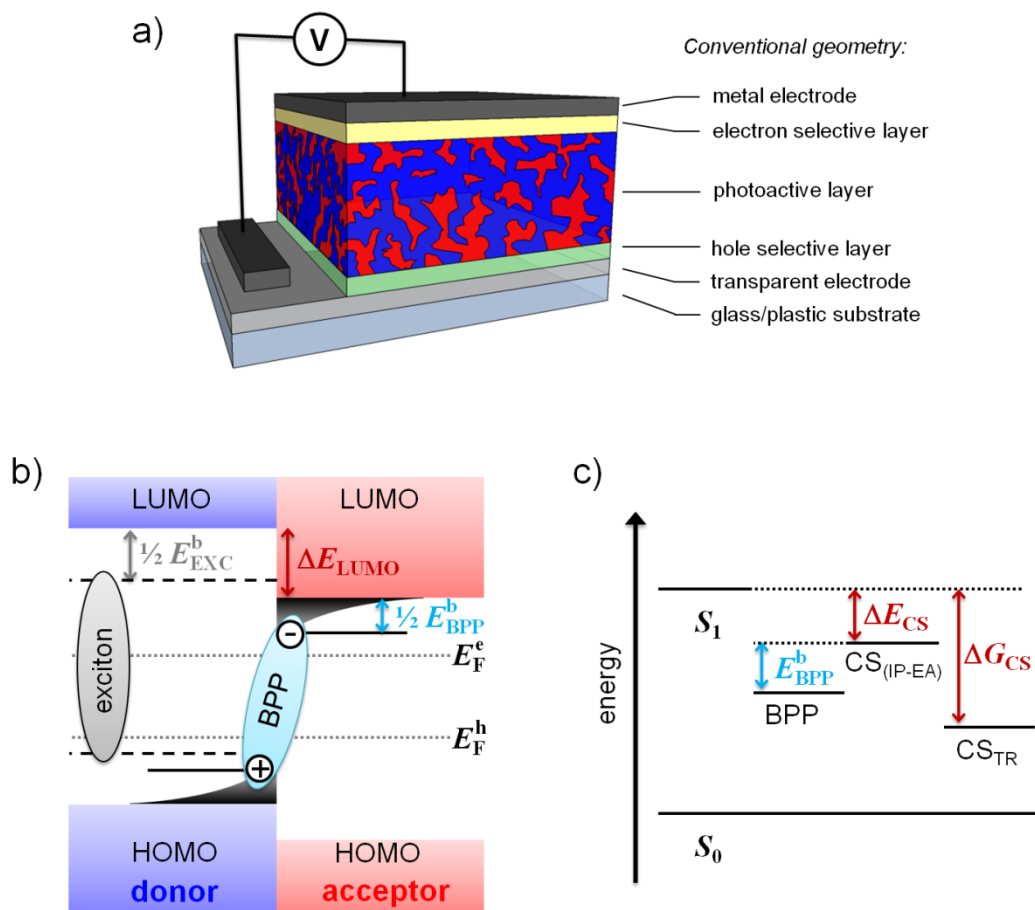 a)
V
Conventional geometry:
metal electrode
electron selective layer
photoactive layer
hole selective layer
transparent electrode
glass/plastic substrate
b)
LUMO
LUMO
½ E^b_EXC
ΔE_LUMO
½ E^b_BPP
exciton
BPP
-
+
E^e_F
E^h_F
HOMO
HOMO
donor
acceptor
c)
energy
S_1
ΔE_CS
E^b_BPP
CS_(IP-EA)
ΔG_CS
BPP
CS_TR
S_0